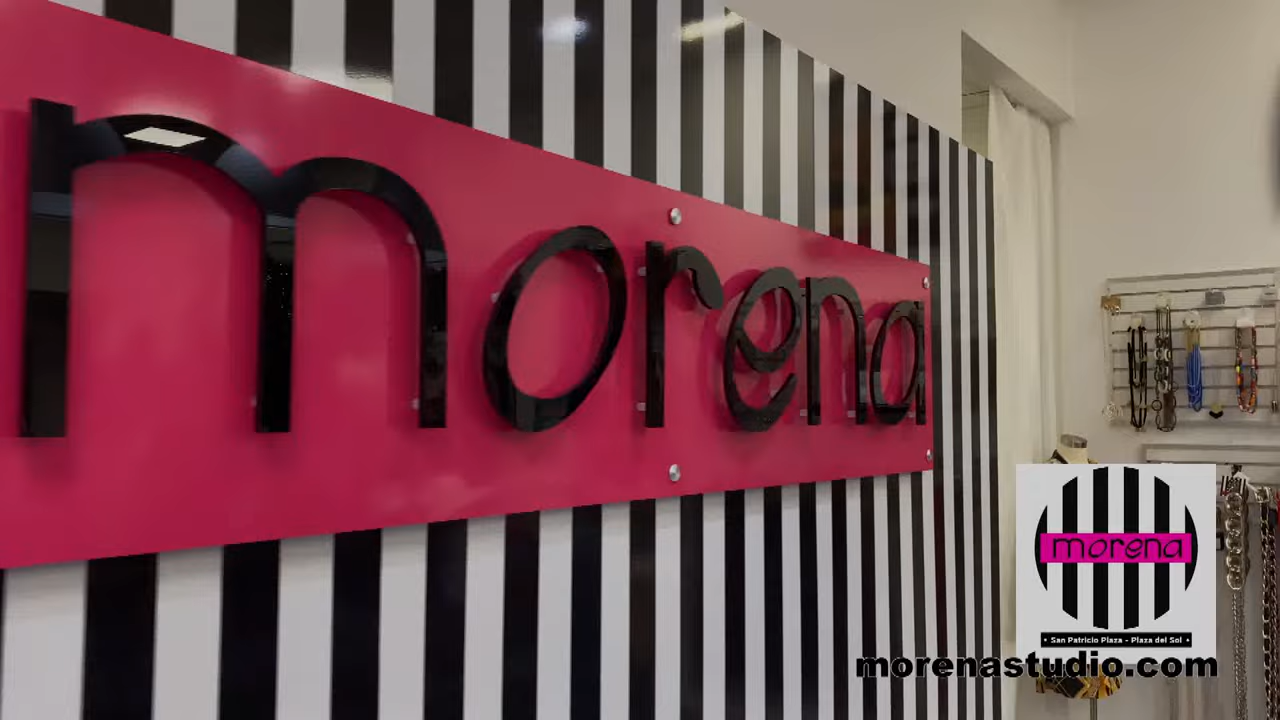 morena
morena
• San Patricio Plaza - Plaza del Sol •
morenastudio.com